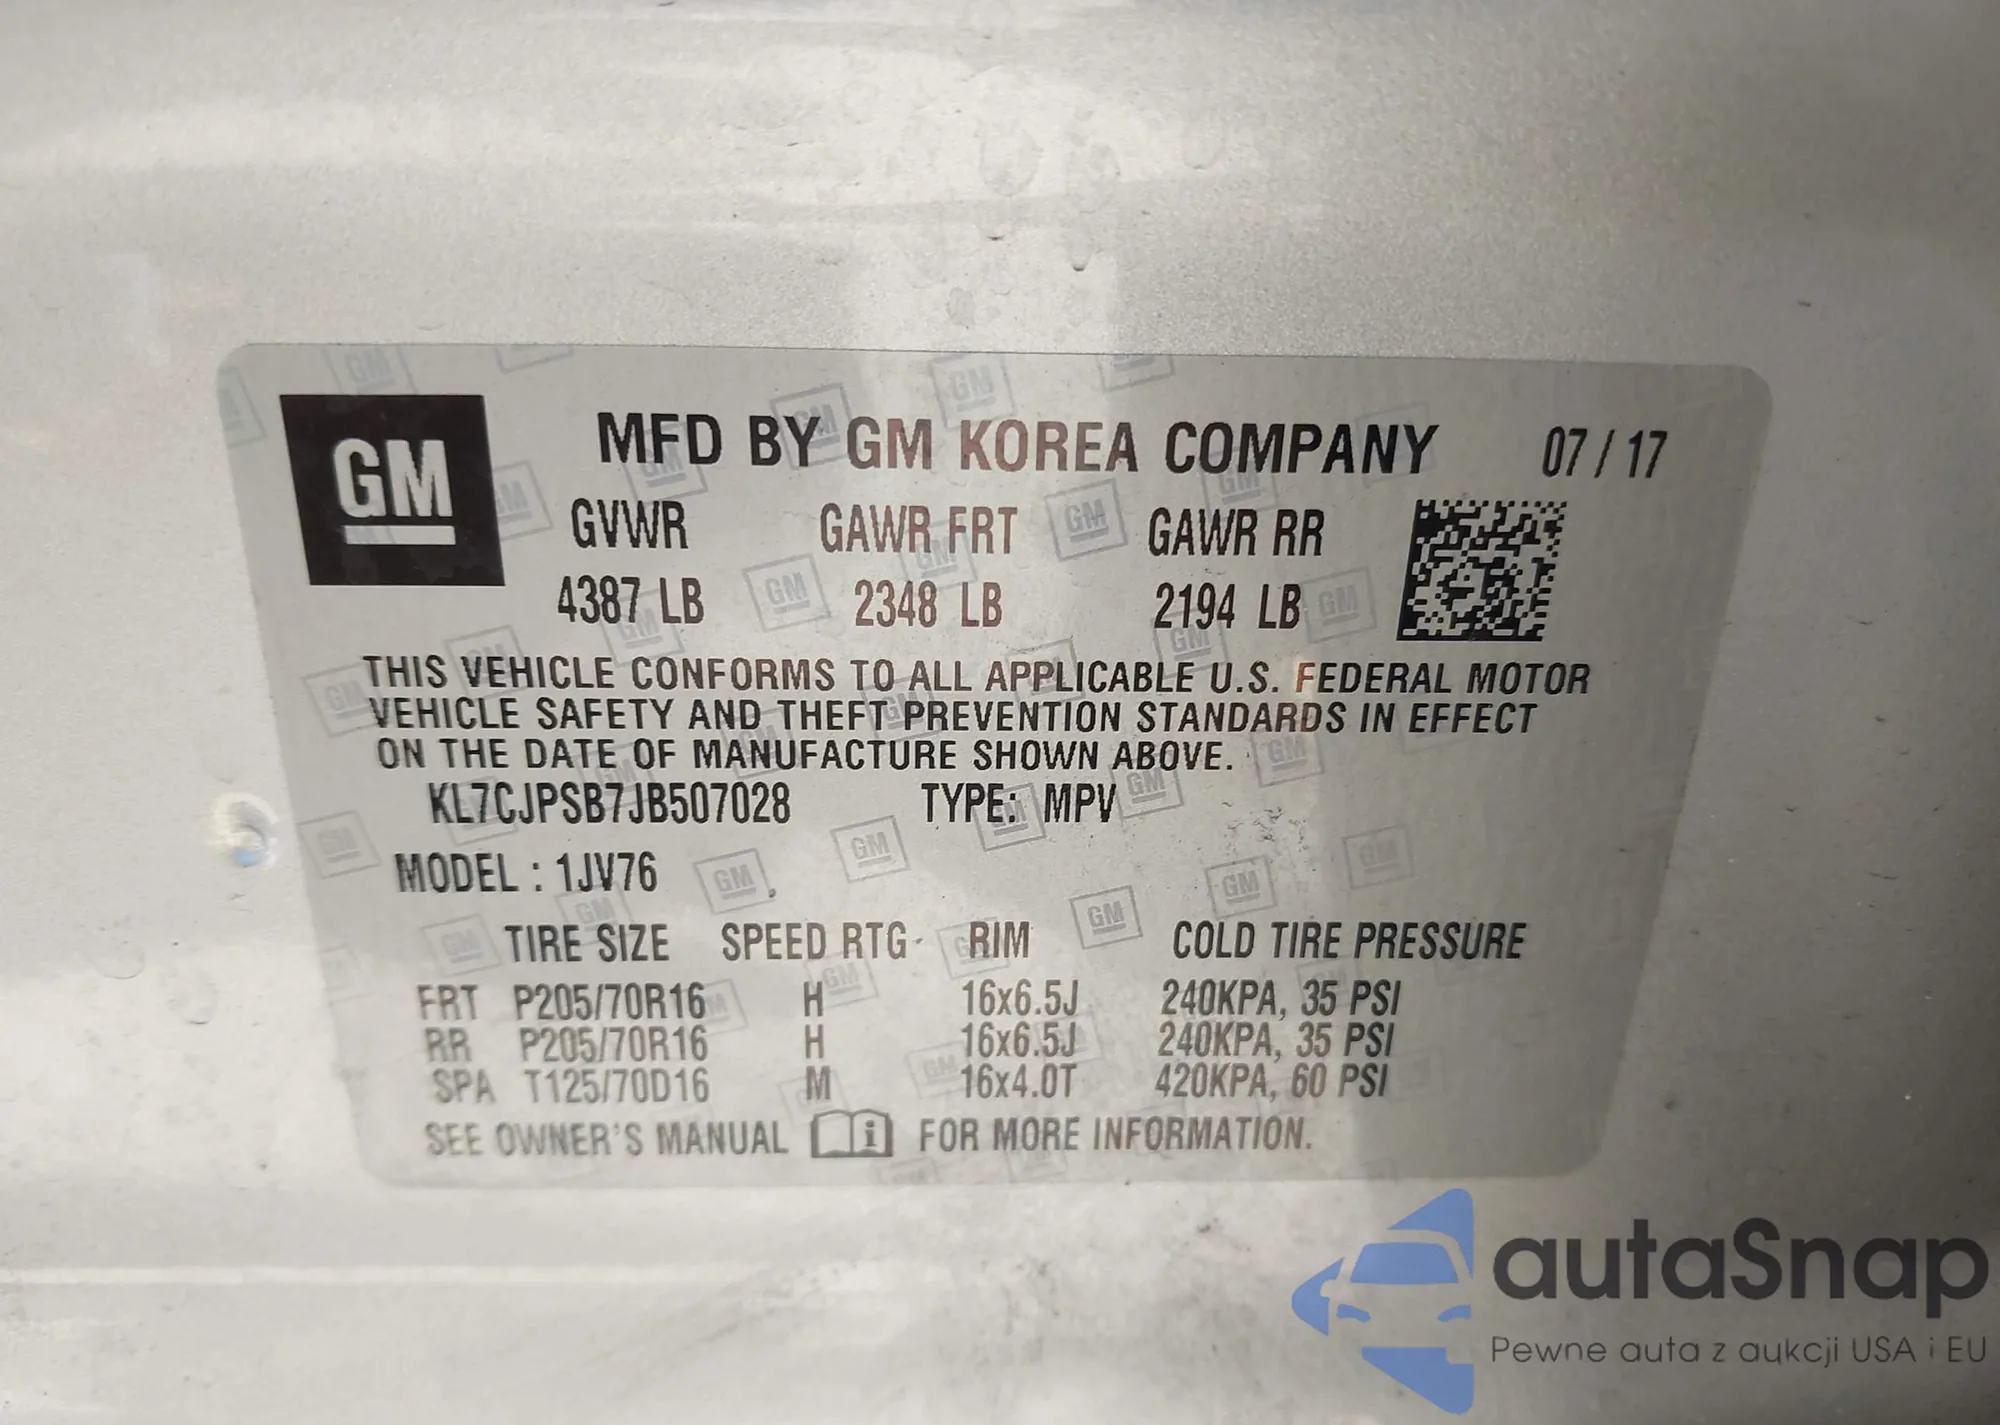 GM
MFD BY GM KOREA COMPANY 07 / 17
GVWR GAWR FRT GAWR RR
4387 LB 2348 LB 2194 LB
THIS VEHICLE CONFORMS TO ALL APPLICABLE U.S. FEDERAL MOTOR
VEHICLE SAFETY AND THEFT PREVENTION STANDARDS IN EFFECT
ON THE DATE OF MANUFACTURE SHOWN ABOVE.
KL7CJPSB7JB507028 TYPE: MPV
MODEL : 1JV76
TIRE SIZE SPEED RTG RIM COLD TIRE PRESSURE
FRT P205/70R16 H 16x6.5J 240KPA, 35 PSI
RR P205/70R16 H 16x6.5J 240KPA, 35 PSI
SPA T125/70D16 M 16x4.0T 420KPA, 60 PSI
SEE OWNER'S MANUAL i FOR MORE INFORMATION.
autaSnap
Pewne auta z aukcji USA i EU